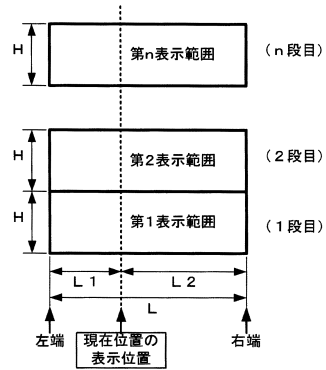 H 第n表示範囲 (n段目)
H 第2表示範囲 (2段目)
H 第1表示範囲 (1段目)
L1 L2
L
左端 現在位置の 右端
表示位置